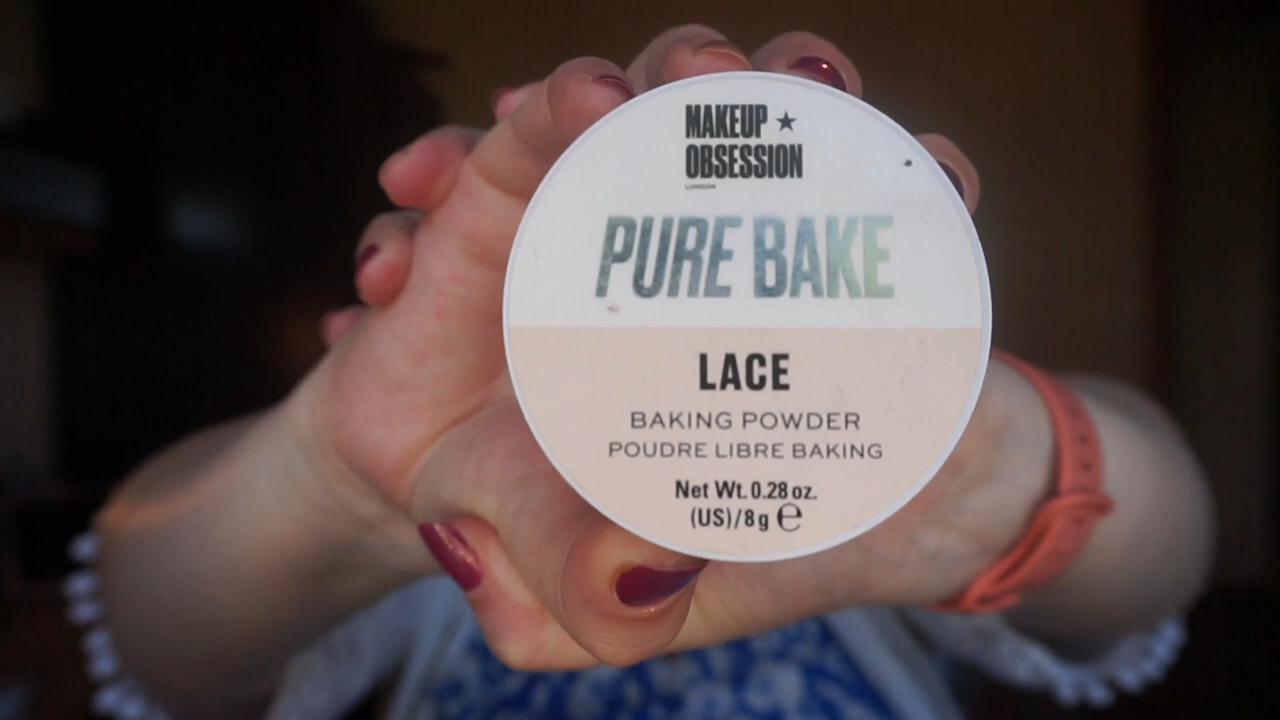 MAKEUP ★
OBSESSION
LONDON
PURE BAKE
LACE
BAKING POWDER
POUDRE LIBRE BAKING
Net Wt. 0.28 oz.
(US)/8g ℮